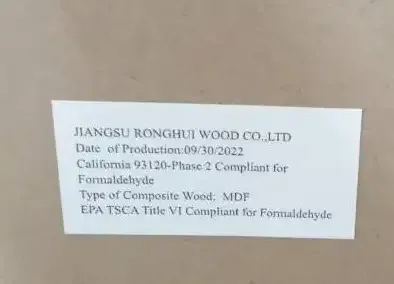 JIANGSU RONGHUI WOOD CO.,LTD
Date of Production:09/30/2022
California 93120-Phase 2 Compliant for
Formaldehyde
Type of Composite Wood: MDF
EPA TSCA Title VI Compliant for Formaldehyde